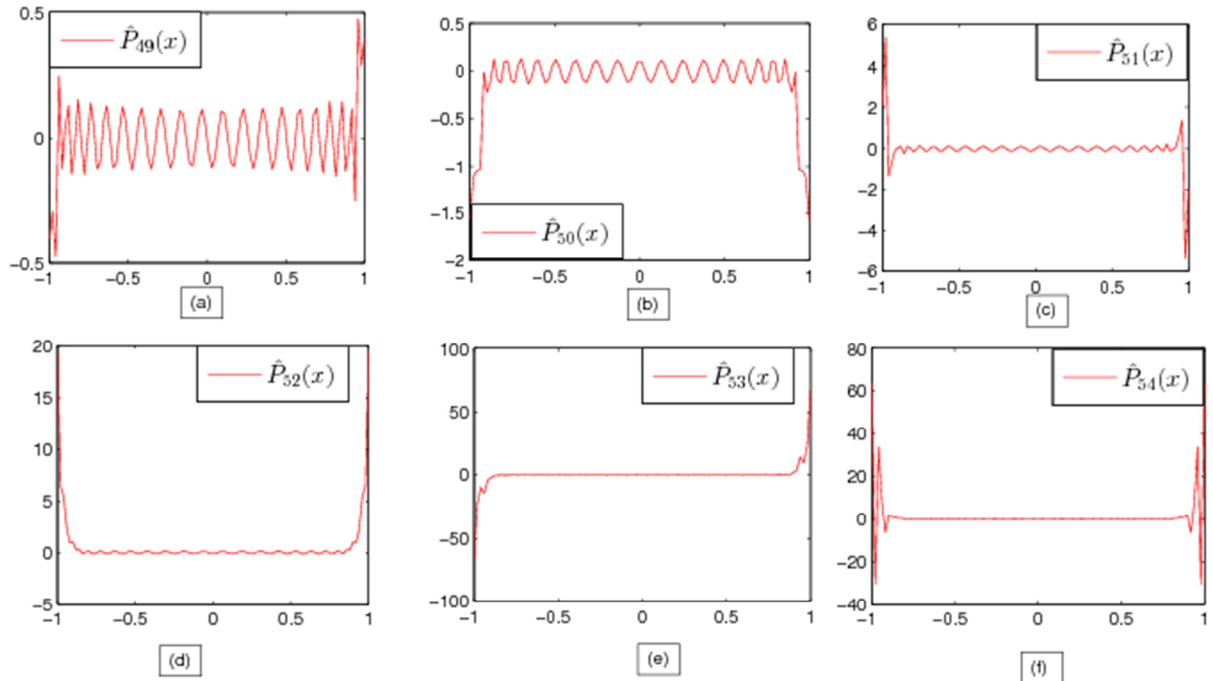 0.5
P̂₄₉(x)
0
−0.5
−1 −0.5 0 0.5 1
(a)
0.5
0
−0.5
−1
−1.5
−2
P̂₅₀(x)
−1 −0.5 0 0.5 1
(b)
6
P̂₅₁(x)
4
2
0
−2
−4
−6
−1 −0.5 0 0.5 1
(c)
20
P̂₅₂(x)
15
10
5
0
−5
−1 −0.5 0 0.5 1
(d)
100
P̂₅₃(x)
50
0
−50
−100
−1 −0.5 0 0.5 1
(e)
80
P̂₅₄(x)
60
40
20
0
−20
−40
−1 −0.5 0 0.5 1
(f)